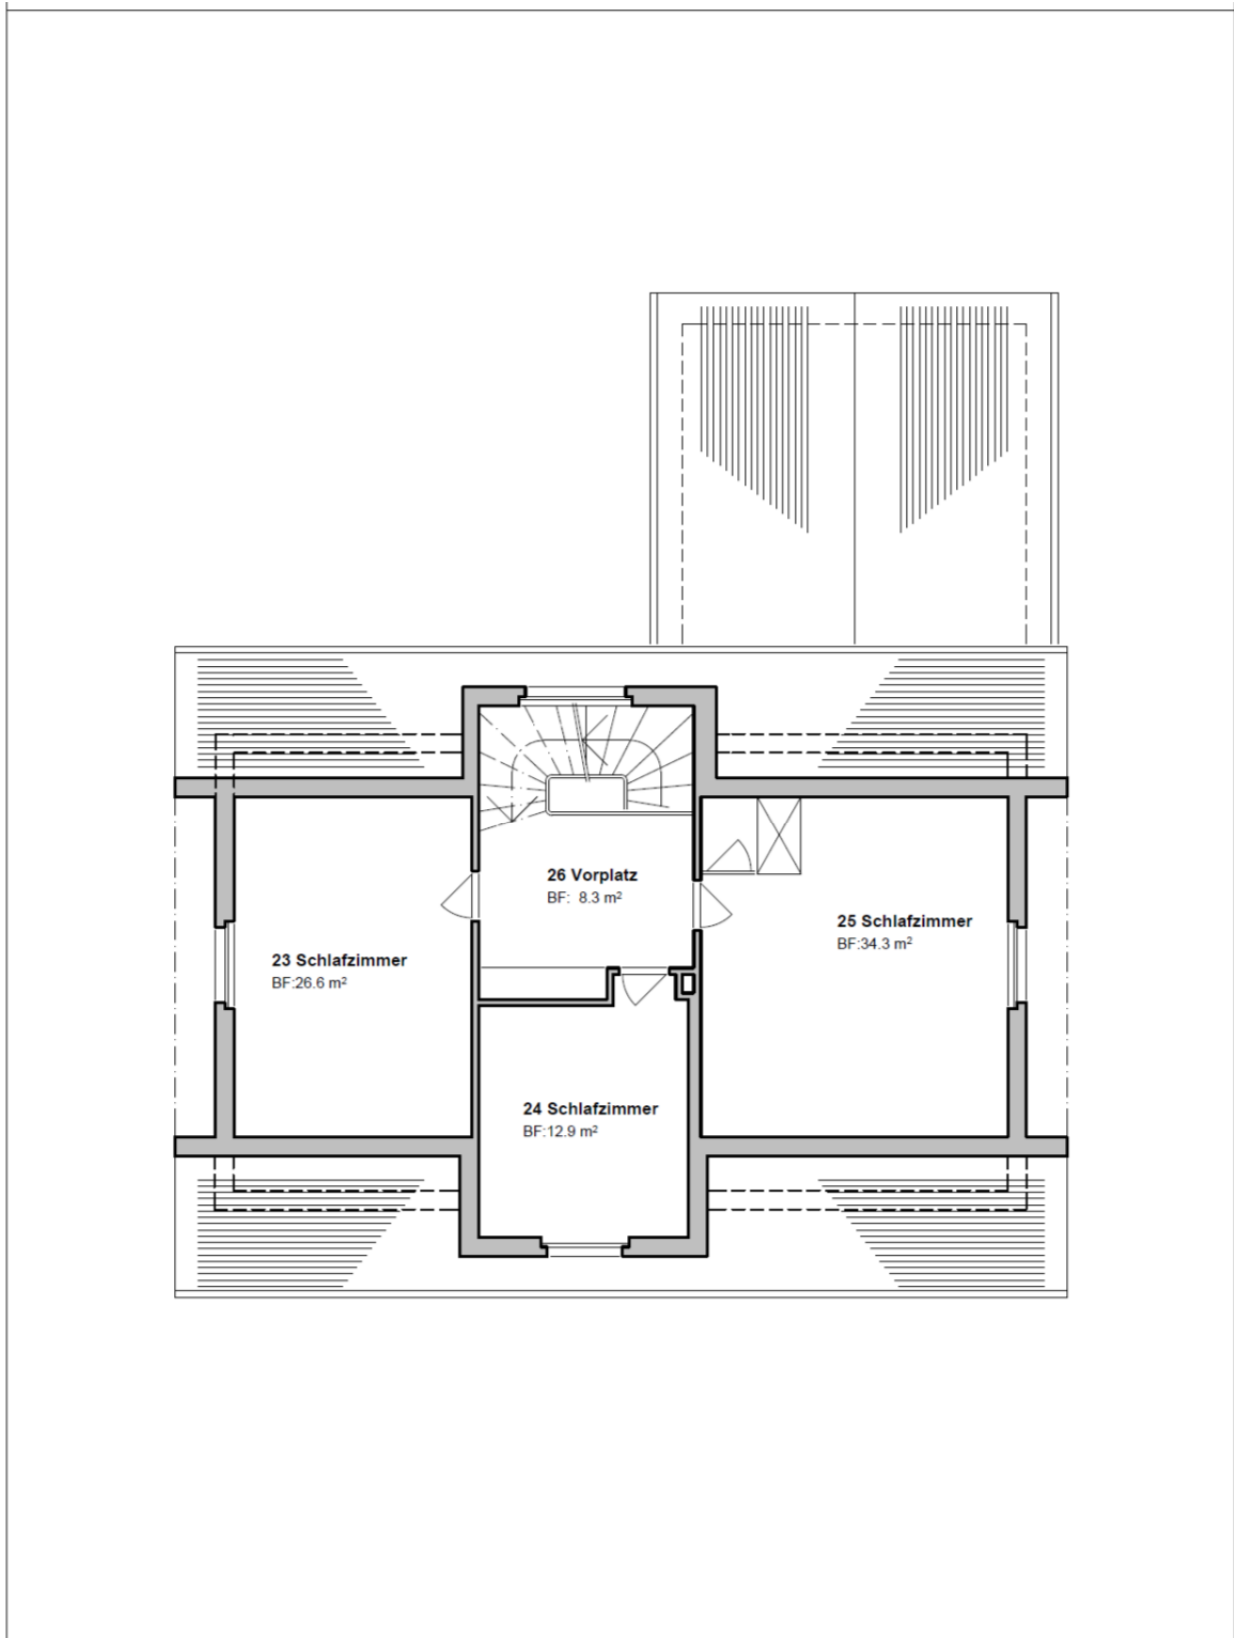 26 Vorplatz
BF: 8.3 m²
25 Schlafzimmer
BF:34.3 m²
23 Schlafzimmer
BF:26.6 m²
24 Schlafzimmer
BF:12.9 m²